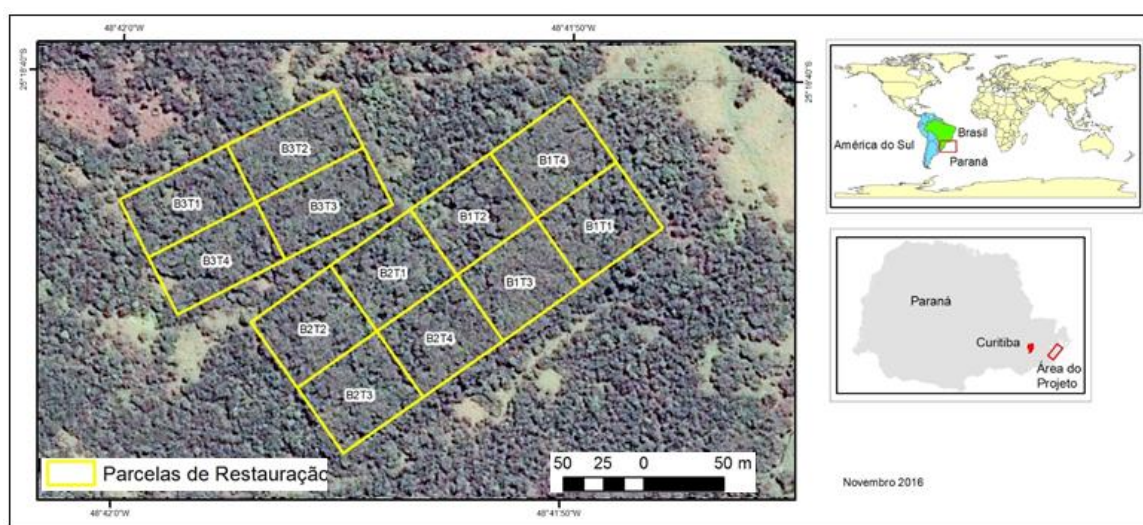 48°42'0"W
48°41'50"W
25°18'40"S
25°18'40"S
B3T2
B3T1
B3T3
B3T4
B1T4
B1T2
B1T1
B2T1
B1T3
B2T2
B2T4
B2T3
Parcelas de Restauração
50 25 0 50 m
48°42'0"W
48°41'50"W
América do Sul
Brasil
Paraná
Paraná
Curitiba
Área do
Projeto
Novembro 2016